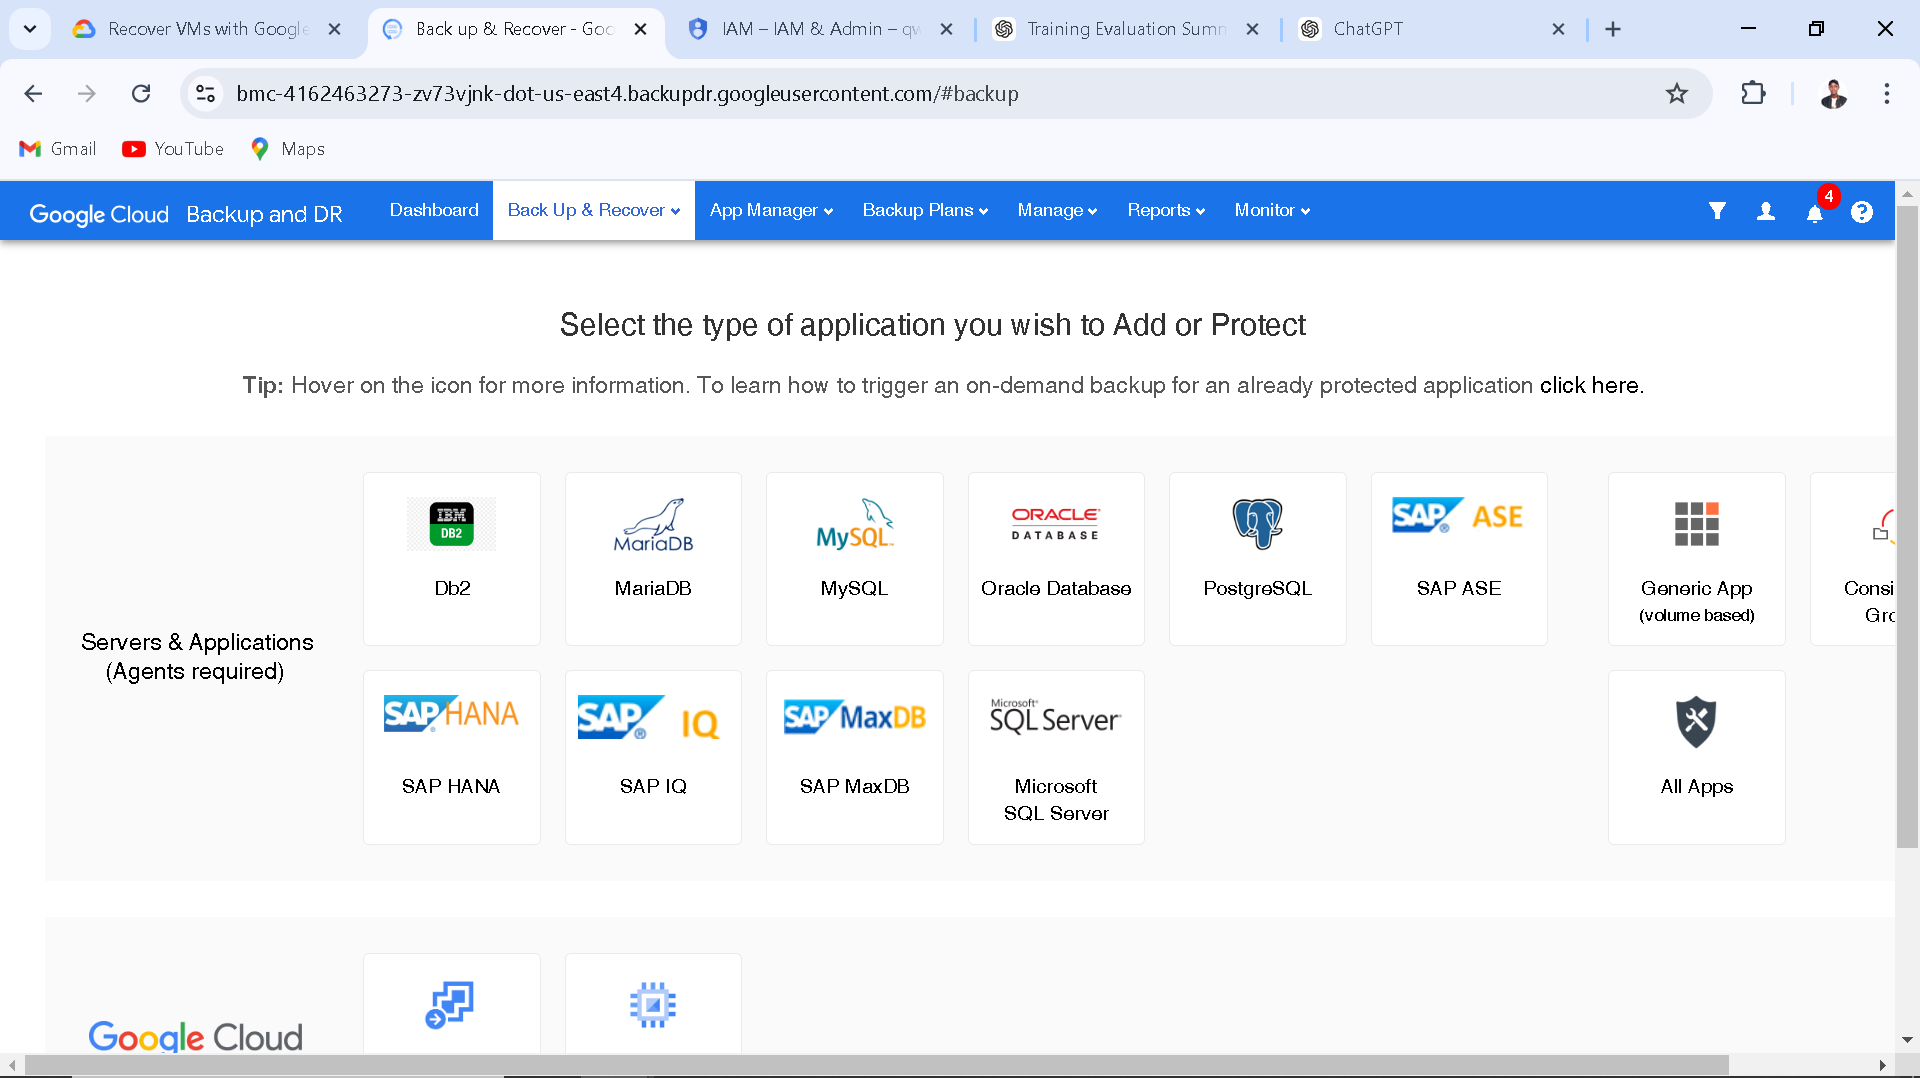 Recover VMs with Google
Back up & Recover - Goo
IAM – IAM & Admin – qw
Training Evaluation Summ
ChatGPT
bmc-4162463273-zv73vjnk-dot-us-east4.backupdr.googleusercontent.com/#backup
Gmail
YouTube
Maps
Google Cloud Backup and DR
Dashboard
Back Up & Recover
App Manager
Backup Plans
Manage
Reports
Monitor
4
Select the type of application you wish to Add or Protect
Tip: Hover on the icon for more information. To learn how to trigger an on-demand backup for an already protected application click here.
Servers & Applications
(Agents required)
IBM
DB2
Db2
MariaDB
MariaDB
MySQL
MySQL
ORACLE
DATABASE
Oracle Database
PostgreSQL
SAP ASE
SAP ASE
Generic App
(volume based)
Consi
Gro
SAP HANA
SAP HANA
SAP IQ
SAP IQ
SAP MaxDB
SAP MaxDB
Microsoft
SQL Server
Microsoft
SQL Server
All Apps
Google Cloud